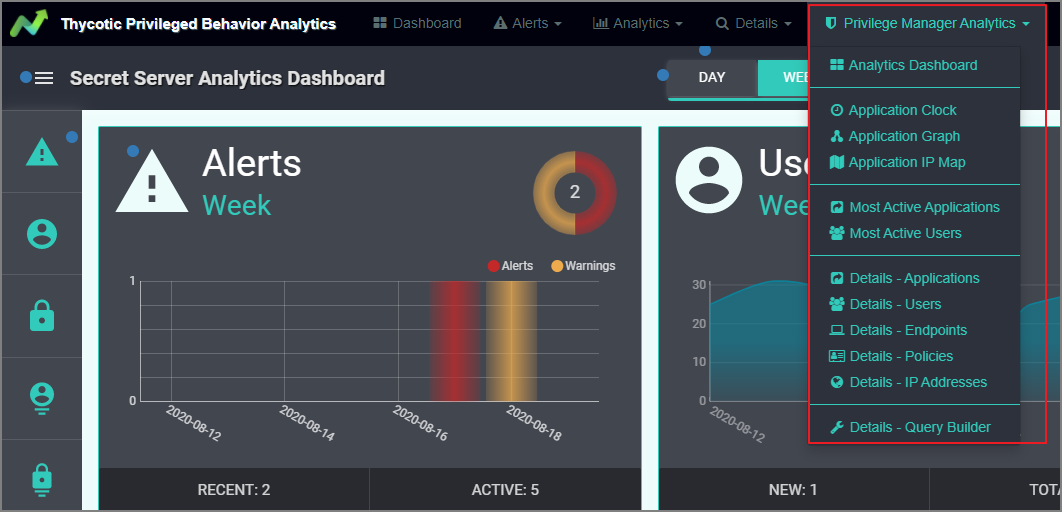 Thycotic Privileged Behavior Analytics
Dashboard
Alerts
Analytics
Details
Privilege Manager Analytics
Secret Server Analytics Dashboard
DAY
Analytics Dashboard
Application Clock
Application Graph
Application IP Map
Most Active Applications
Most Active Users
Details - Applications
Details - Users
Details - Endpoints
Details - Policies
Details - IP Addresses
Details - Query Builder
Alerts
Week
2
Alerts
Warnings
1
0
2020-08-12
2020-08-14
2020-08-16
2020-08-18
RECENT: 2
ACTIVE: 5
30
20
10
0
2020-08-12
NEW: 1